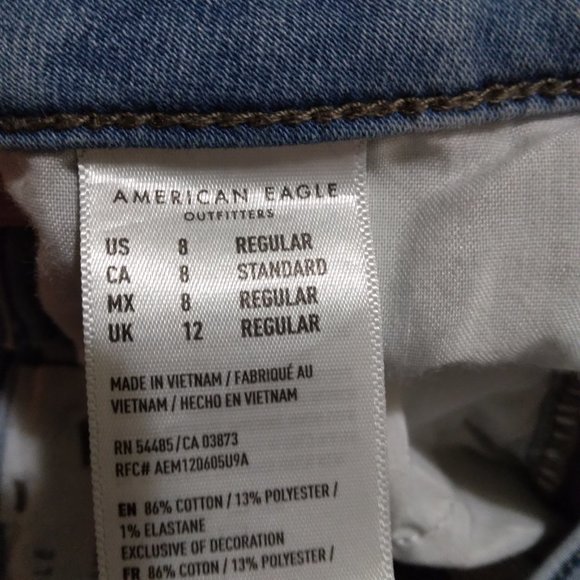 AMERICAN EAGLE
OUTFITTERS
US 8 REGULAR
CA 8 STANDARD
MX 8 REGULAR
UK 12 REGULAR
MADE IN VIETNAM / FABRIQUÉ AU
VIETNAM / HECHO EN VIETNAM
RN 54485 / CA 03873
RFC# AEM120605U9A
EN 86% COTTON / 13% POLYESTER /
1% ELASTANE
EXCLUSIVE OF DECORATION
FR 86% COTON / 13% POLYESTER /